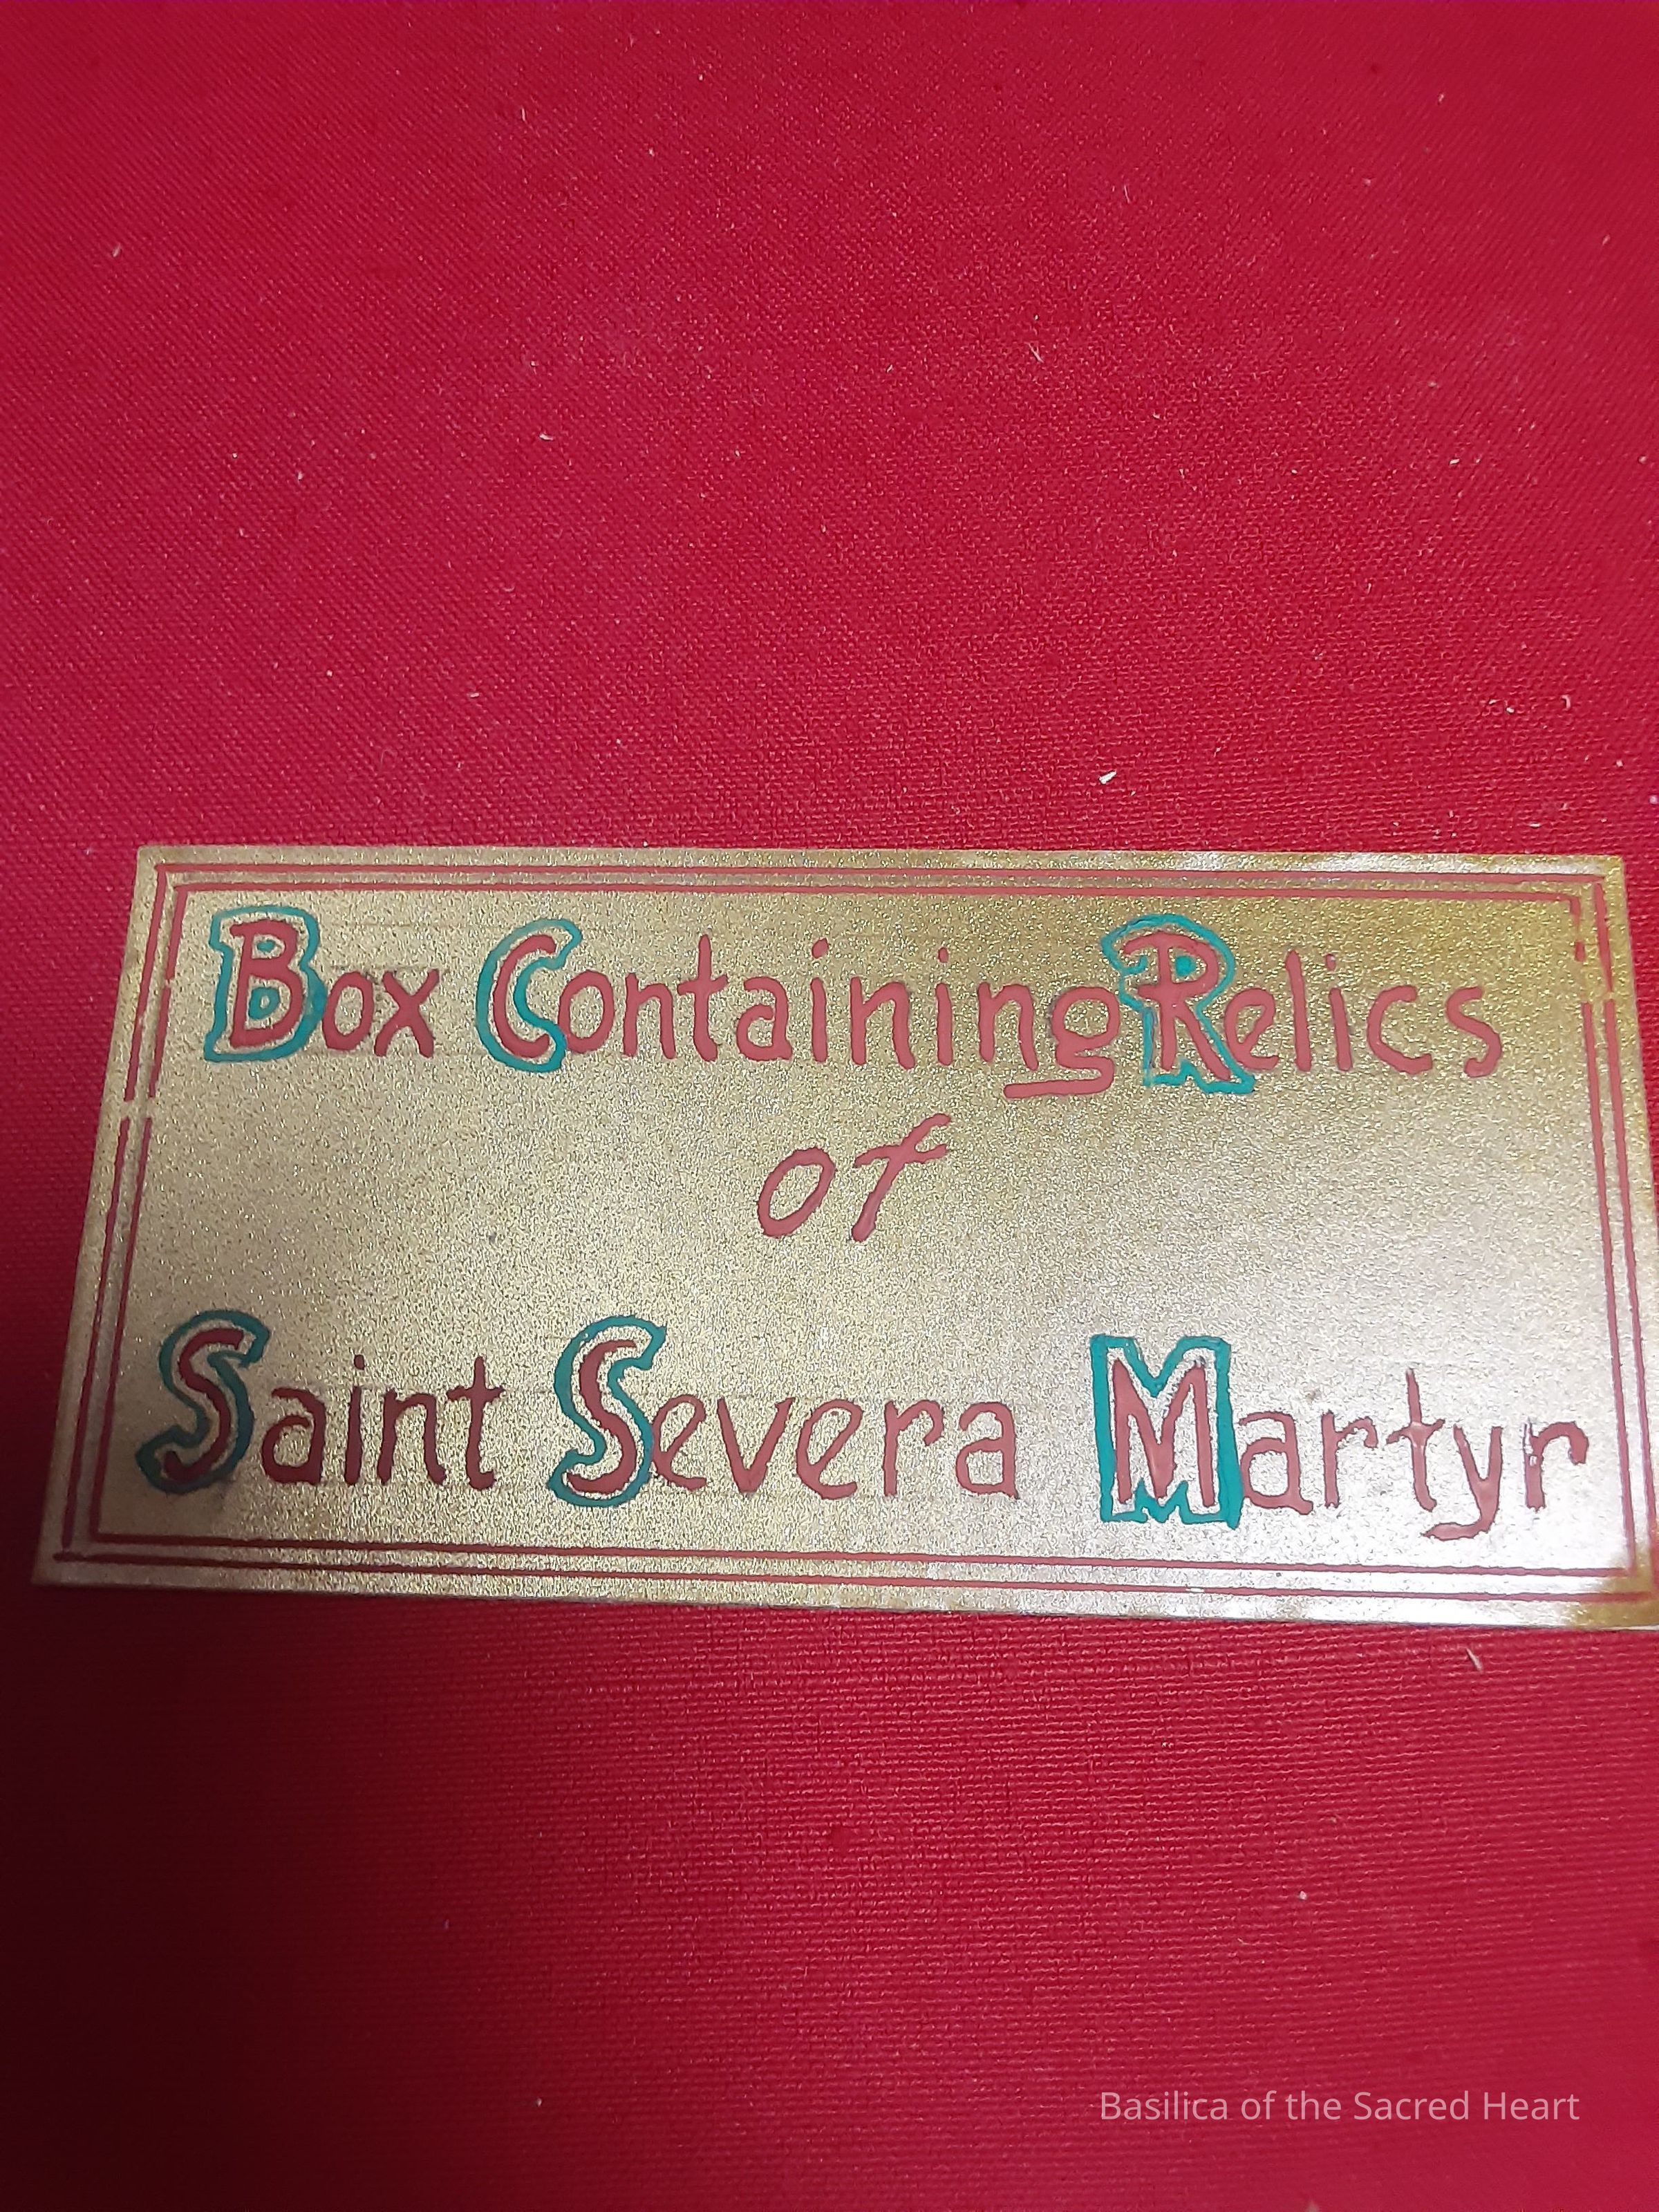 Box Containing Relics
of
Saint Severa Martyr
Basilica of the Sacred Heart